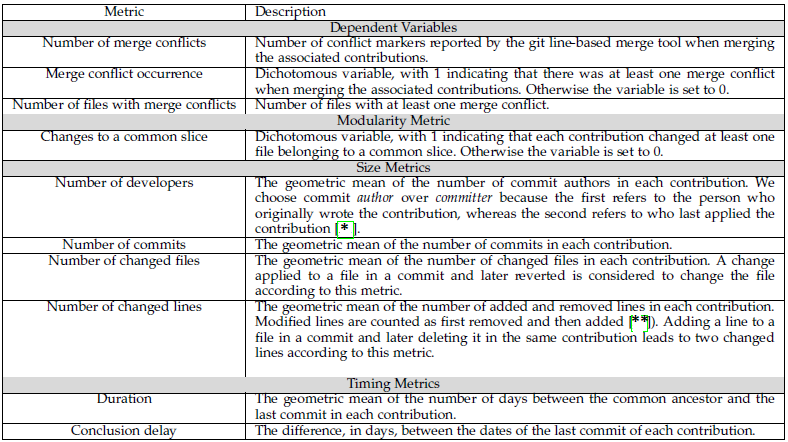 Metric Description
Dependent Variables
Number of merge conflicts Number of conflict markers reported by the git line-based merge tool when merging
the associated contributions.
Merge conflict occurrence Dichotomous variable, with 1 indicating that there was at least one merge conflict
when merging the associated contributions. Otherwise the variable is set to 0.
Number of files with merge conflicts Number of files with at least one merge conflict.
Modularity Metric
Changes to a common slice Dichotomous variable, with 1 indicating that each contribution changed at least one
file belonging to a common slice. Otherwise the variable is set to 0.
Size Metrics
Number of developers The geometric mean of the number of commit authors in each contribution. We
choose commit author over committer because the first refers to the person who
originally wrote the contribution, whereas the second refers to who last applied the
contribution [*].
Number of commits The geometric mean of the number of commits in each contribution.
Number of changed files The geometric mean of the number of changed files in each contribution. A change
applied to a file in a commit and later reverted is considered to change the file
according to this metric.
Number of changed lines The geometric mean of the number of added and removed lines in each contribution.
Modified lines are counted as first removed and then added [**]). Adding a line to a
file in a commit and later deleting it in the same contribution leads to two changed
lines according to this metric.
Timing Metrics
Duration The geometric mean of the number of days between the common ancestor and the
last commit in each contribution.
Conclusion delay The difference, in days, between the dates of the last commit of each contribution.